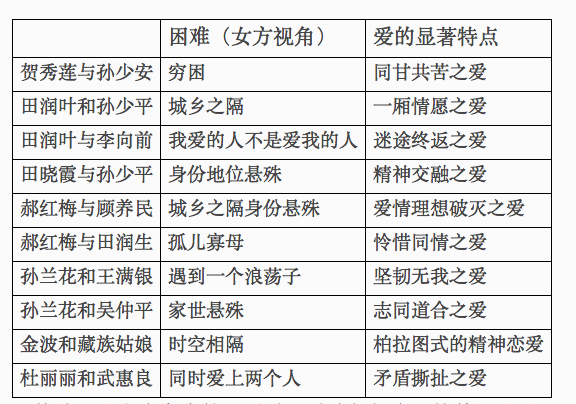 困难（女方视角） 爱的显著特点
贺秀莲与孙少安 穷困 同甘共苦之爱
田润叶和孙少平 城乡之隔 一厢情愿之爱
田润叶与李向前 我爱的人不是爱我的人 迷途终返之爱
田晓霞与孙少平 身份地位悬殊 精神交融之爱
郝红梅与顾养民 城乡之隔身份悬殊 爱情理想破灭之爱
郝红梅与田润生 孤儿寡母 怜惜同情之爱
孙兰花和王满银 遇到一个浪荡子 坚韧无我之爱
孙兰花和吴仲平 家世悬殊 志同道合之爱
金波和藏族姑娘 时空相隔 柏拉图式的精神恋爱
杜丽丽和武惠良 同时爱上两个人 矛盾撕扯之爱